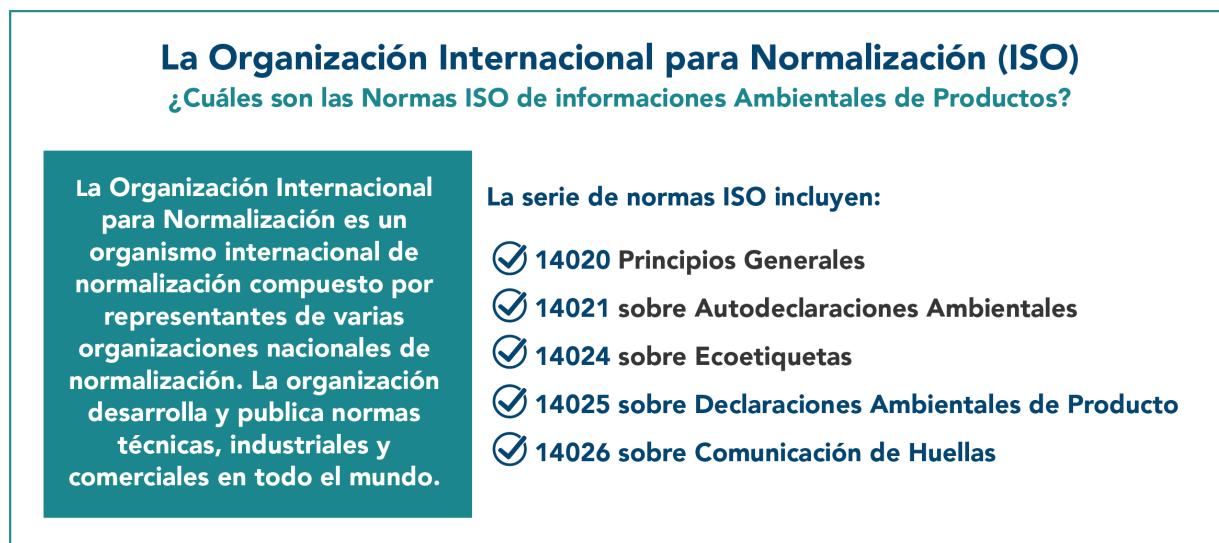 La Organización Internacional para Normalización (ISO)
¿Cuáles son las Normas ISO de informaciones Ambientales de Productos?
La Organización Internacional
para Normalización es un
organismo internacional de
normalización compuesto por
representantes de varias
organizaciones nacionales de
normalización. La organización
desarrolla y publica normas
técnicas, industriales y
comerciales en todo el mundo.
La serie de normas ISO incluyen:
14020 Principios Generales
14021 sobre Autodeclaraciones Ambientales
14024 sobre Ecoetiquetas
14025 sobre Declaraciones Ambientales de Producto
14026 sobre Comunicación de Huellas